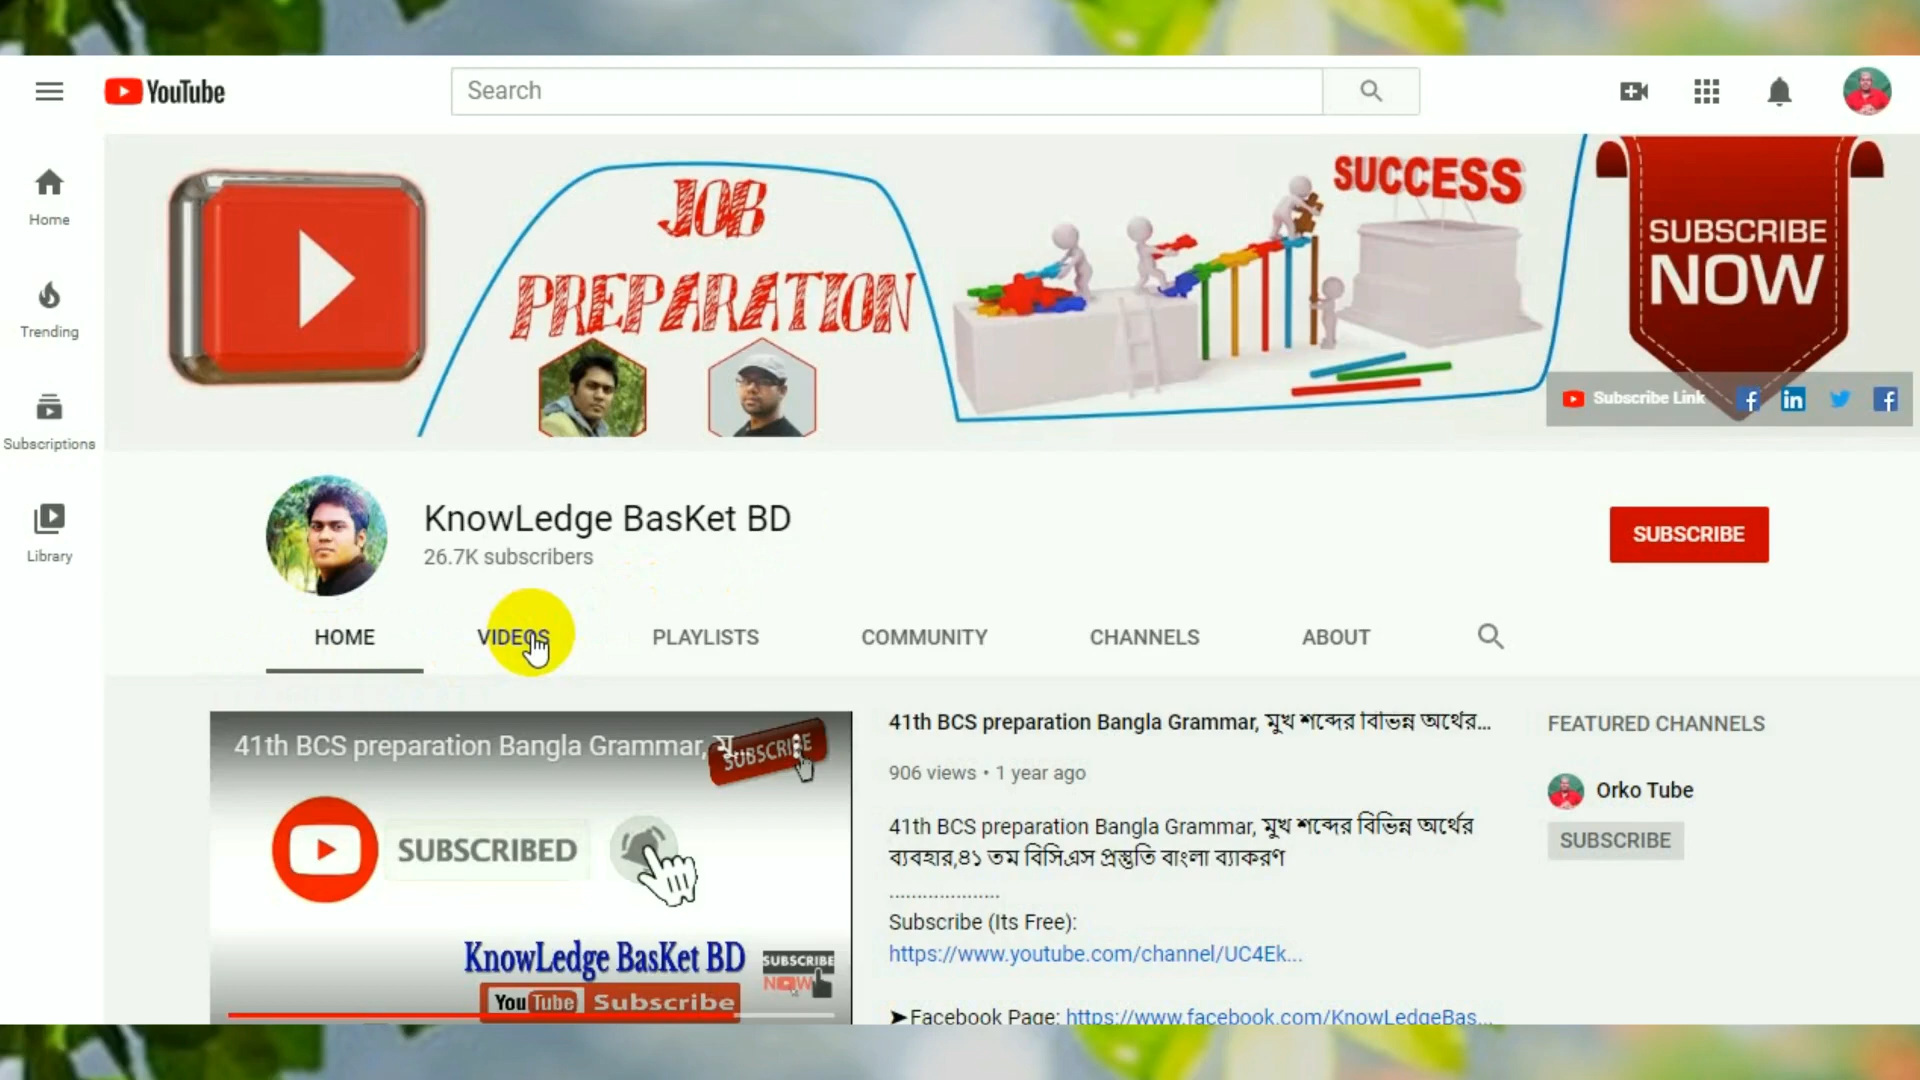 YouTube
Search
Home
Trending
Subscriptions
Library
JOB
PREPARATION
SUCCESS
SUBSCRIBE
NOW
Subscribe Link
KnowLedge BasKet BD
26.7K subscribers
SUBSCRIBE
HOME
VIDEOS
PLAYLISTS
COMMUNITY
CHANNELS
ABOUT
41th BCS preparation Bangla Grammar, মু...
SUBSCRIBE
SUBSCRIBED
KnowLedge BasKet BD
SUBSCRIBE
NOW
YouTube Subscribe
41th BCS preparation Bangla Grammar, মুখ শব্দের বিভিন্ন অর্থের...
906 views • 1 year ago
41th BCS preparation Bangla Grammar, মুখ শব্দের বিভিন্ন অর্থের
ব্যবহার,৪১ তম বিসিএস প্রস্তুতি বাংলা ব্যাকরণ
....................
Subscribe (Its Free):
https://www.youtube.com/channel/UC4Ek...
➤Facebook Page: https://www.facebook.com/KnowLedgeBas...
FEATURED CHANNELS
Orko Tube
SUBSCRIBE